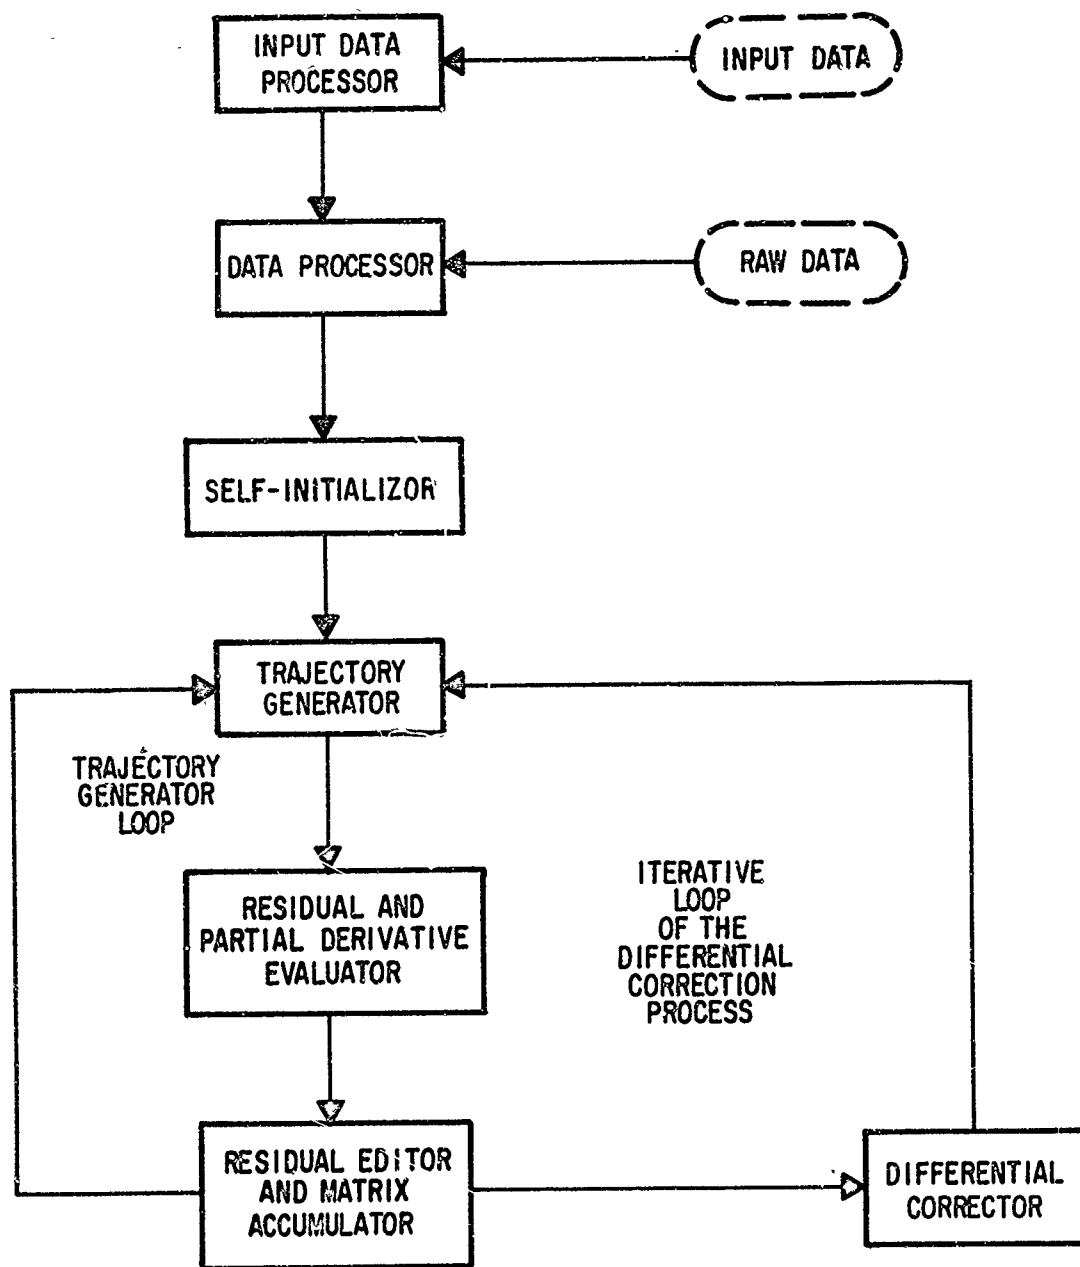 INPUT DATA
PROCESSOR
INPUT DATA
DATA PROCESSOR
RAW DATA
SELF-INITIALIZOR
TRAJECTORY
GENERATOR
TRAJECTORY
GENERATOR
LOOP
RESIDUAL AND
PARTIAL DERIVATIVE
EVALUATOR
ITERATIVE
LOOP
OF THE
DIFFERENTIAL
CORRECTION
PROCESS
RESIDUAL EDITOR
AND MATRIX
ACCUMULATOR
DIFFERENTIAL
CORRECTOR